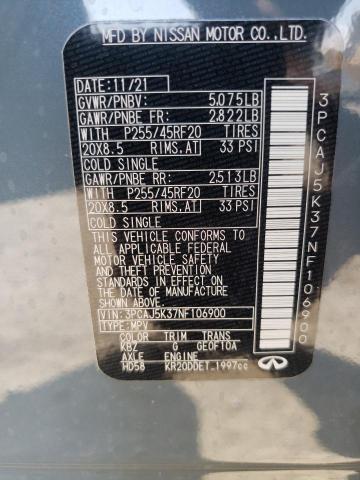 MFD BY NISSAN MOTOR CO.,LTD.
DATE:11/21
GVWR/PNBV: 5,075LB
GAWR/PNBE FR: 2,822LB
WITH P255/45RF20 TIRES
20X8.5 RIMS.AT 33 PSI
COLD SINGLE
GAWR/PNBE RR: 2,513LB
WITH P255/45RF20 TIRES
20X8.5 RIMS.AT 33 PSI
COLD SINGLE
THIS VEHICLE CONFORMS TO
ALL APPLICABLE FEDERAL
MOTOR VEHICLE SAFETY
AND THEFT PREVENTION
STANDARDS IN EFFECT ON
THE DATE OF MANUFACTURE
SHOWN ABOVE.
VIN: 3PCAJ5K37NF106900
TYPE: MPV
COLOR TRIM TRANS
KBZ G GE0F10A
AXLE ENGINE
HD58 KR20DDET 1997cc
3PCAJ5K37NF106900